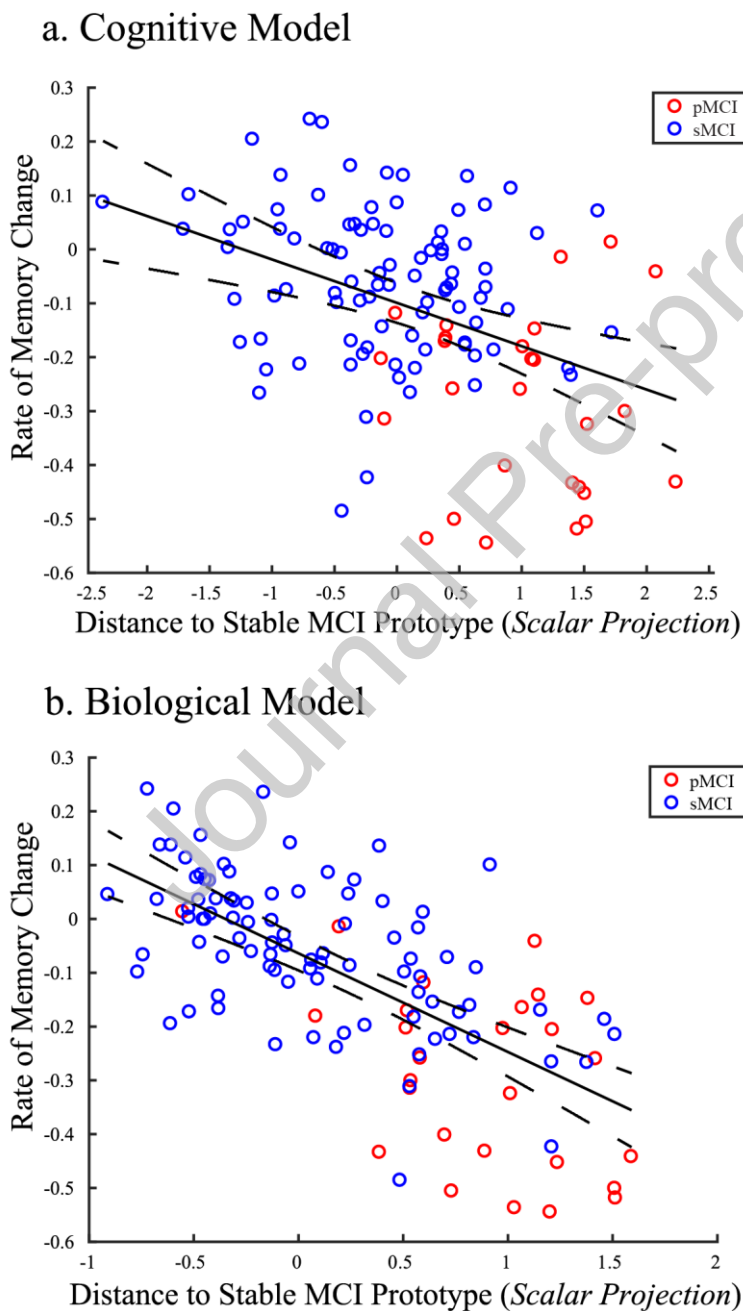 a. Cognitive Model
0.3
0.2
0.1
0
-0.1
-0.2
-0.3
-0.4
-0.5
-0.6
Rate of Memory Change
pMCI
sMCI
-2.5 -2 -1.5 -1 -0.5 0 0.5 1 1.5 2 2.5
Distance to Stable MCI Prototype (Scalar Projection)
b. Biological Model
0.3
0.2
0.1
0
-0.1
-0.2
-0.3
-0.4
-0.5
-0.6
Rate of Memory Change
pMCI
sMCI
-1 -0.5 0 0.5 1 1.5 2
Distance to Stable MCI Prototype (Scalar Projection)
Journal Pre-pro